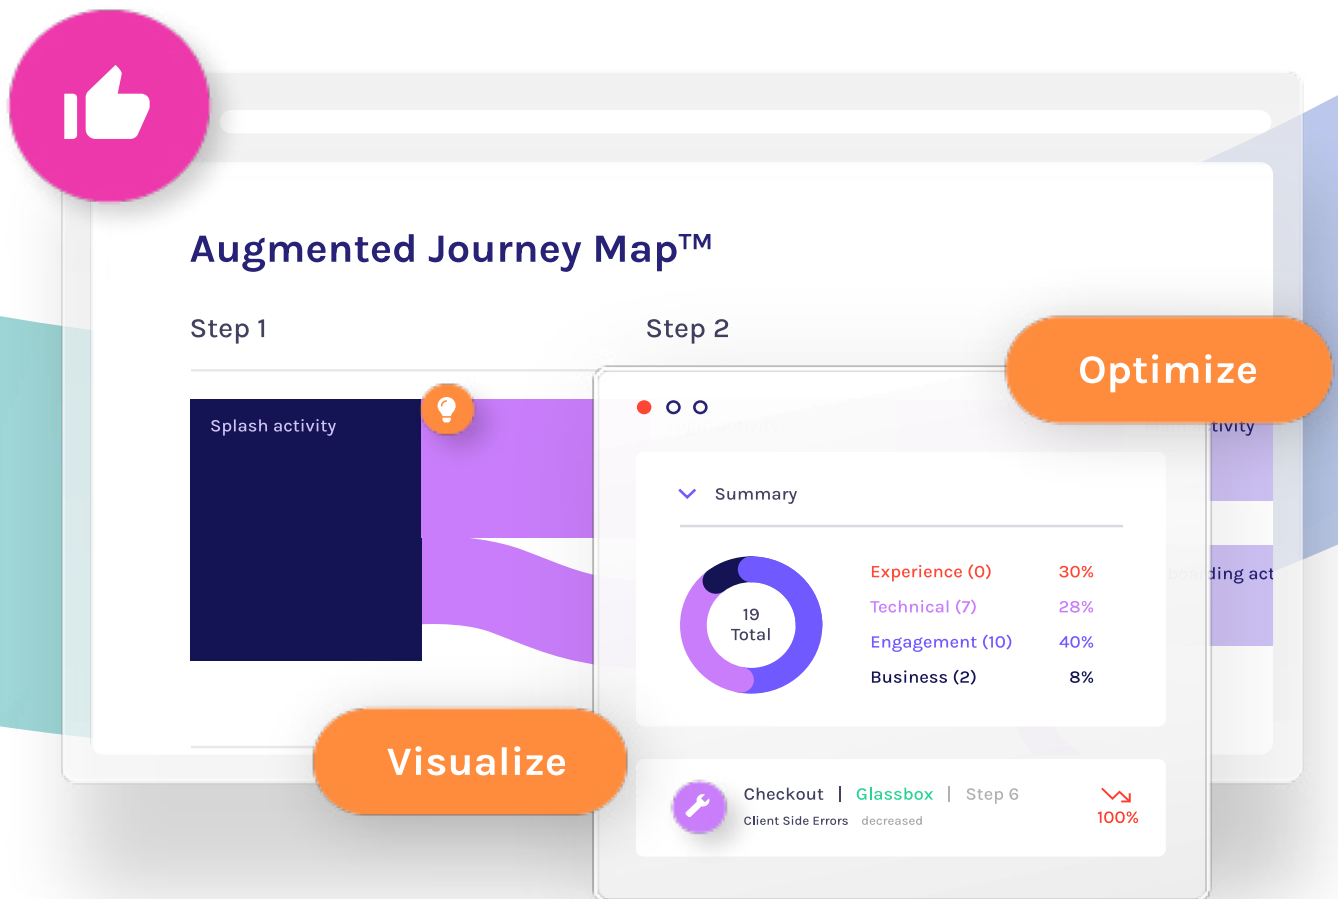 Augmented Journey Map™
Step 1
Step 2
Optimize
Splash activity
Summary
19
Total
Experience (0) 30%
Technical (7) 28%
Engagement (10) 40%
Business (2) 8%
Visualize
Checkout | Glassbox | Step 6
Client Side Errors decreased
100%